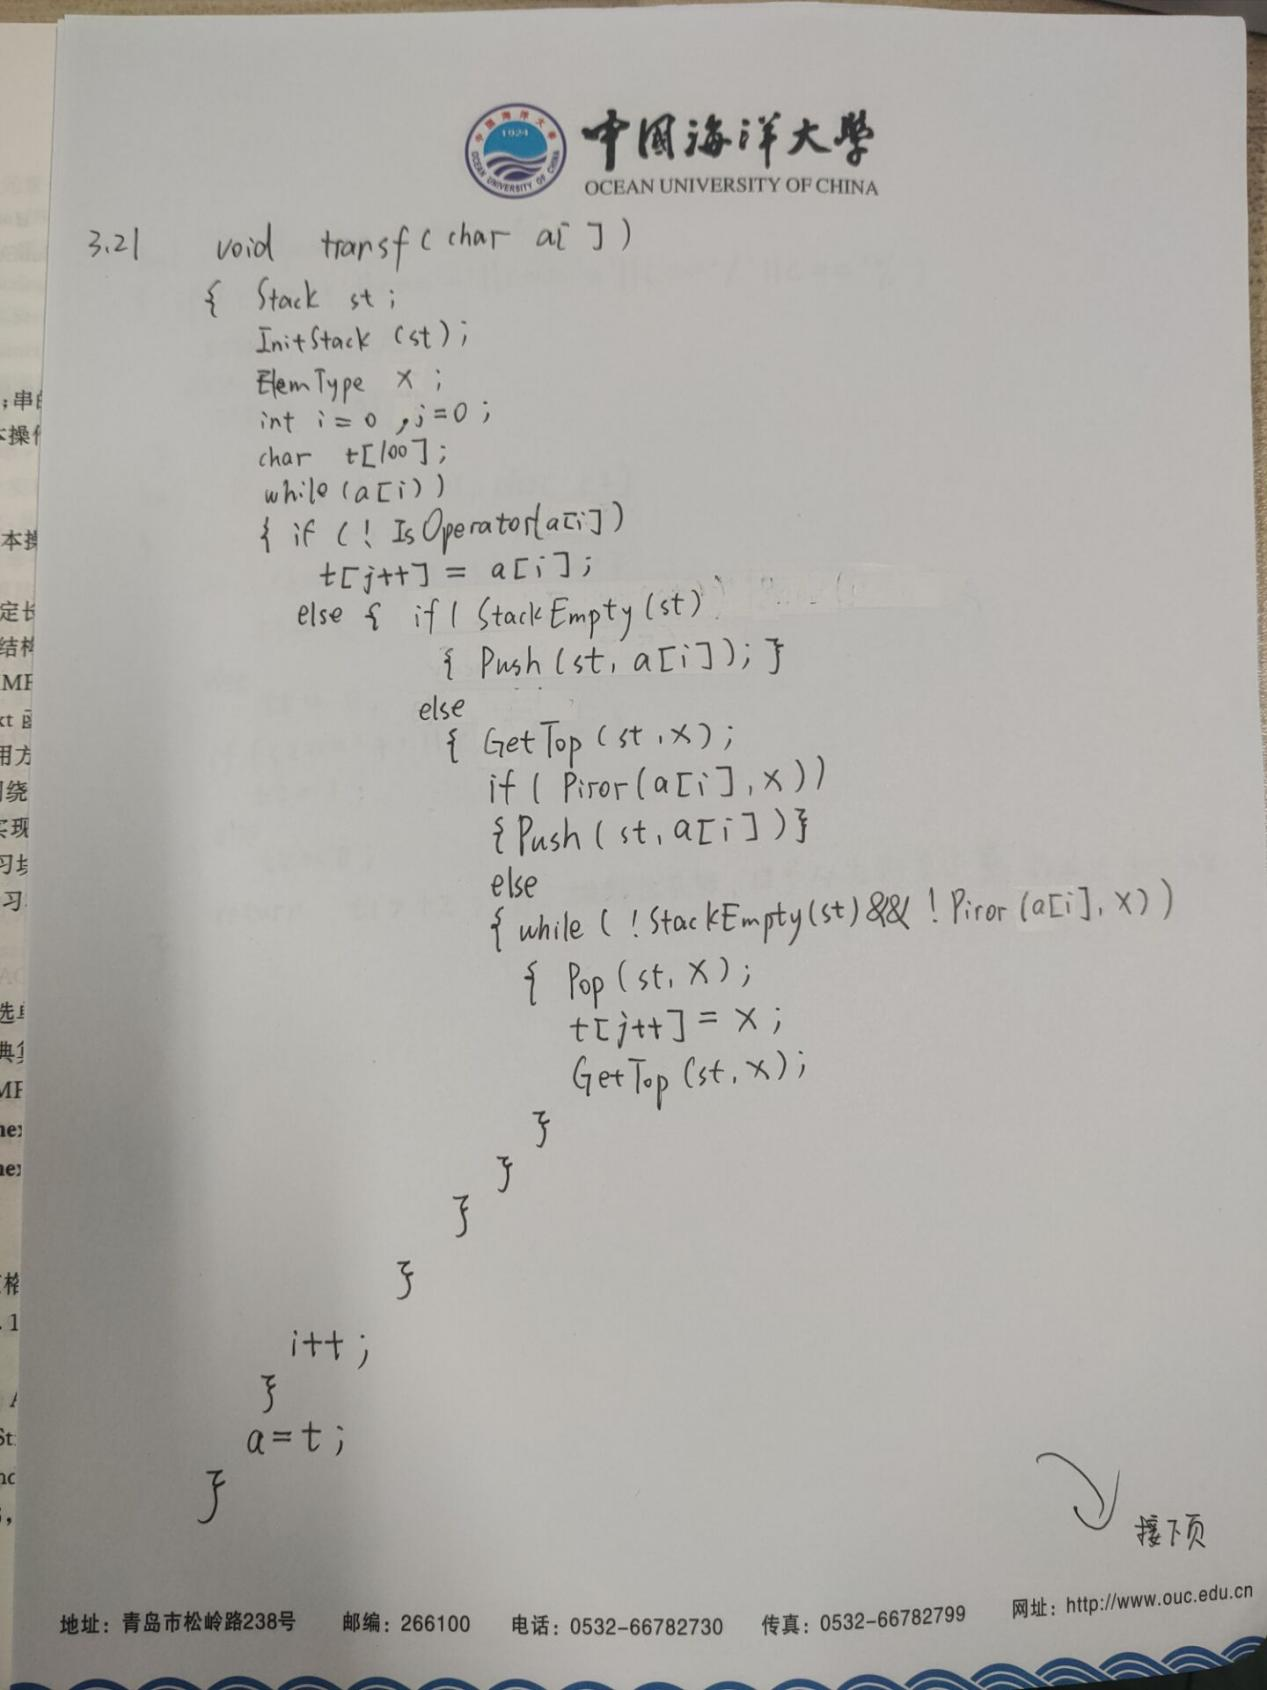 中国海洋大学
1924
OCEAN UNIVERSITY OF CHINA
3.21 void transf(char a[])
{ Stack st;
InitStack (st);
ElemType x;
int i=0,j=0;
char t[100];
while(a[i))
{ if (! IsOperator(a[i])
t[j++] = a[i];
else { if( StackEmpty(st)
{ Push(st, a[i]); }
else
{ GetTop(st,x);
if( Piror(a[i],x))
{Push(st,a[i])}
else
{ while(!StackEmpty(st)&&!Piror(a[i],x))
{ Pop(st,x);
t[j++] = x;
GetTop(st,x);
}
}
}
}
i++;
}
a=t;
}
接下页
地址：青岛市松岭路238号 邮编：266100 电话：0532-66782730 传真：0532-66782799 网址：http://www.ouc.edu.cn